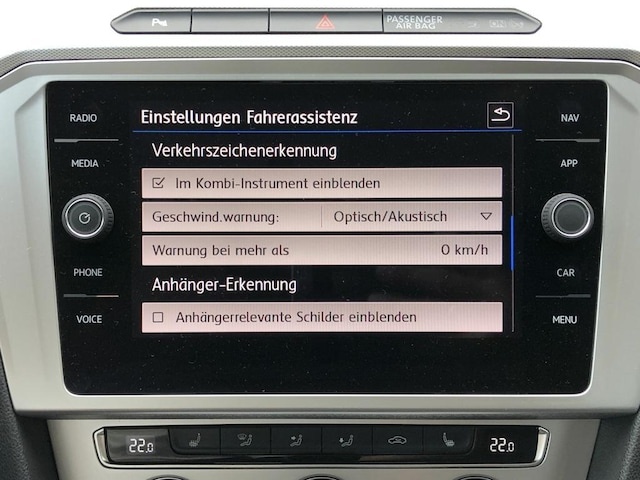 PASSENGER
AIR BAG
RADIO
MEDIA
PHONE
VOICE
Einstellungen Fahrerassistenz
Verkehrszeichenerkennung
Im Kombi-Instrument einblenden
Geschwind.warnung: Optisch/Akustisch
Warnung bei mehr als 0 km/h
Anhänger-Erkennung
Anhängerrelevante Schilder einblenden
NAV
APP
CAR
MENU
22.0
22.0